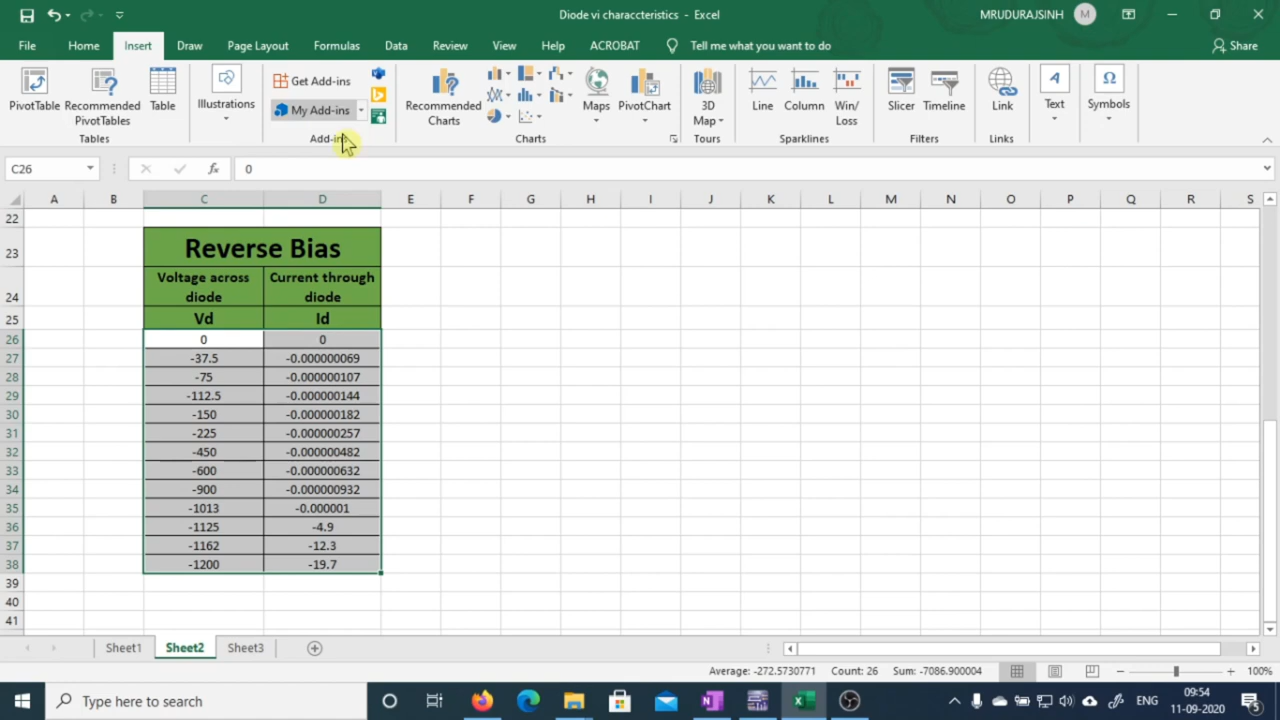 Diode vi characcteristics - Excel
MRUDURAJSINH
M
File Home Insert Draw Page Layout Formulas Data Review View Help ACROBAT Tell me what you want to do Share
PivotTable Recommended PivotTables Table
Illustrations
Get Add-ins
My Add-ins
Recommended Charts
Maps PivotChart
3D Map
Line Column Win/ Loss
Slicer Timeline
Link
Text
Symbols
Tables Add-ins Charts Tours Sparklines Filters Links
C26 fx 0
A B C D E F G H I J K L M N O P Q R S
22
23 Reverse Bias
24 Voltage across diode Current through diode
25 Vd Id
26 0 0
27 -37.5 -0.000000069
28 -75 -0.000000107
29 -112.5 -0.000000144
30 -150 -0.000000182
31 -225 -0.000000257
32 -450 -0.000000482
33 -600 -0.000000632
34 -900 -0.000000932
35 -1013 -0.000001
36 -1125 -4.9
37 -1162 -12.3
38 -1200 -19.7
39
40
41
Sheet1 Sheet2 Sheet3
Average: -272.5730771 Count: 26 Sum: -7086.900004 100%
Type here to search
ENG
09:54
11-09-2020
5